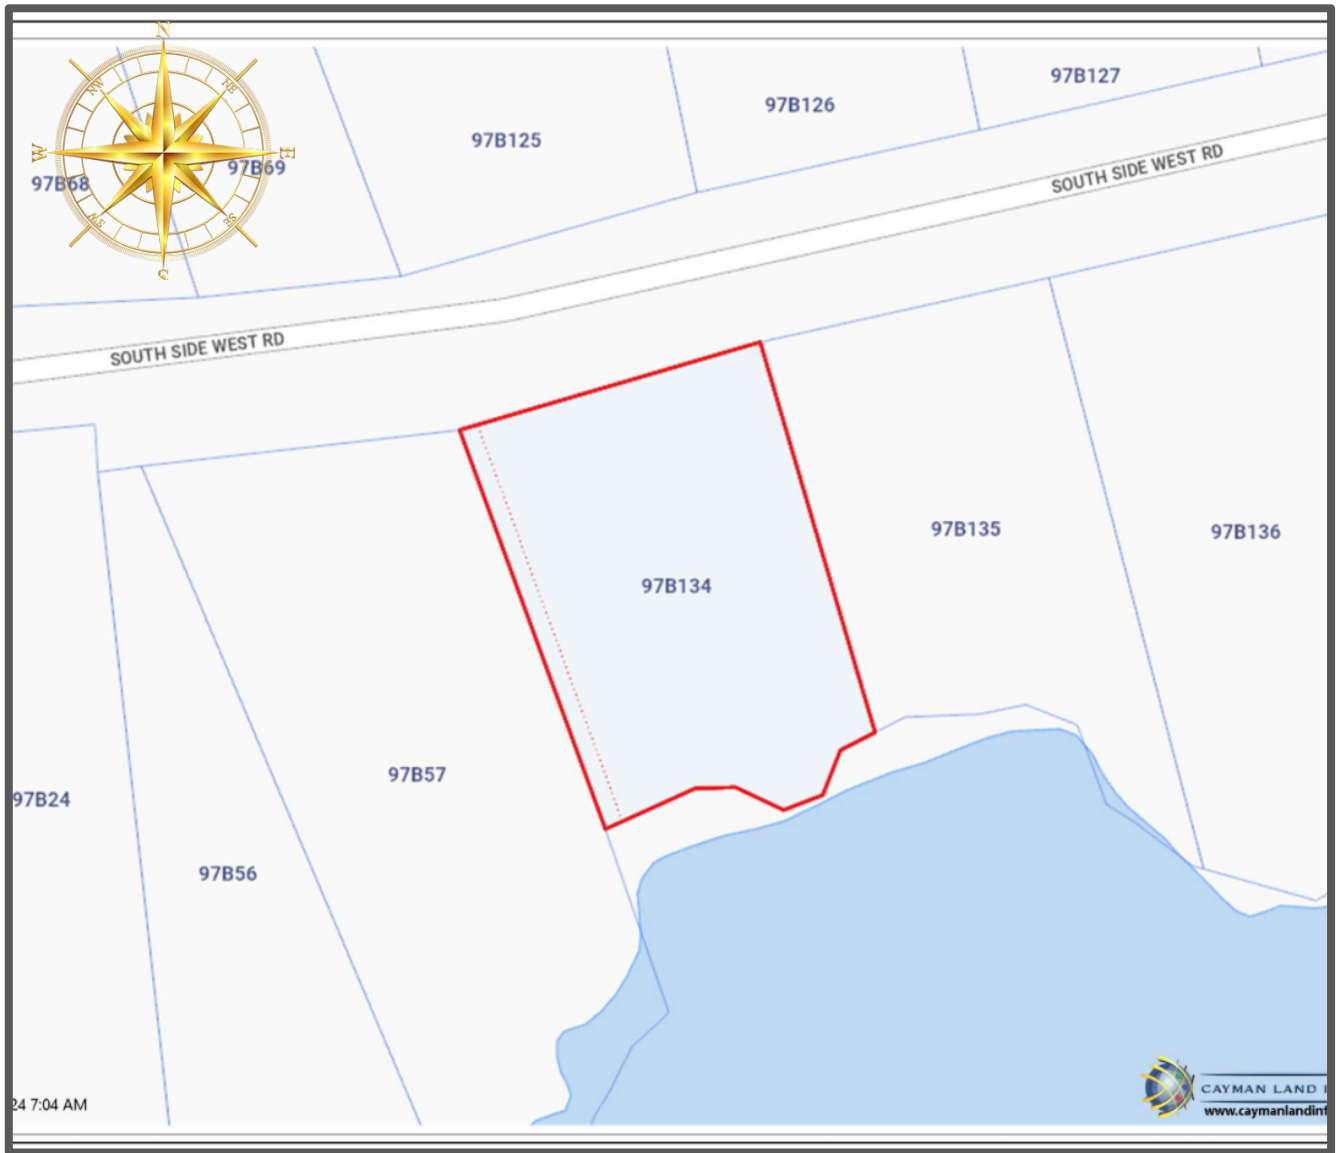 N
NW
NE
W
E
SW
SE
S
97B68
97B69
97B125
97B126
97B127
SOUTH SIDE WEST RD
SOUTH SIDE WEST RD
97B134
97B135
97B136
97B57
97B24
97B56
24 7:04 AM
CAYMAN LAND I
www.caymanlandinf